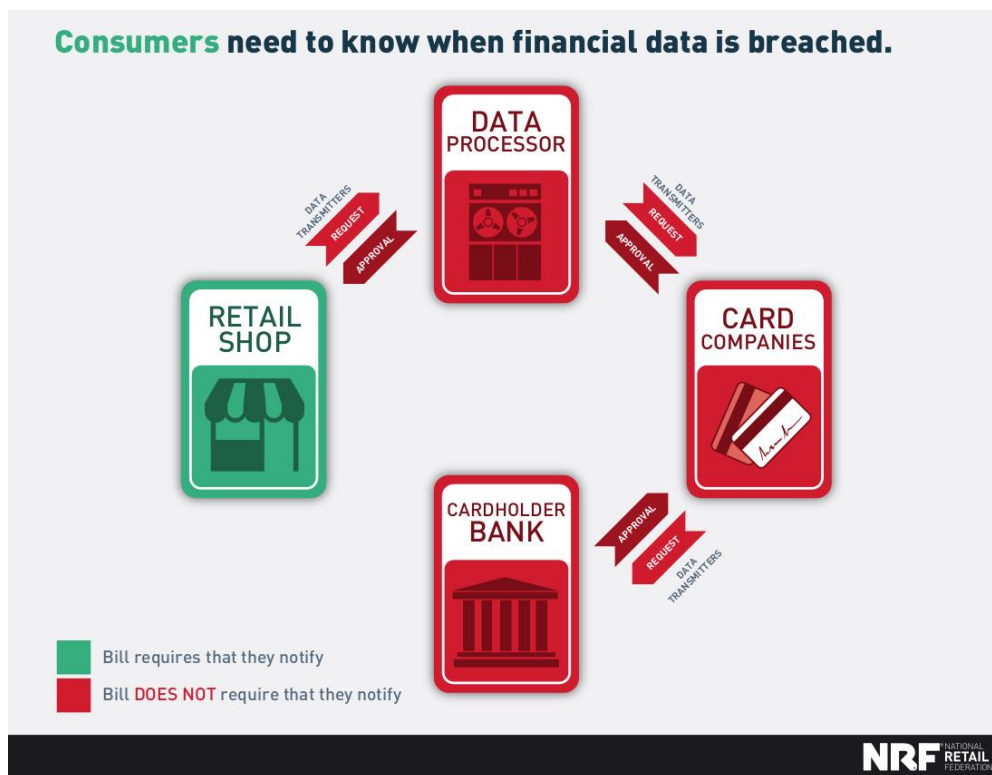 Consumers need to know when financial data is breached.
DATA
PROCESSOR
DATA
TRANSMITTERS
REQUEST
APPROVAL
DATA
TRANSMITTERS
REQUEST
APPROVAL
RETAIL
SHOP
CARD
COMPANIES
CARDHOLDER
BANK
APPROVAL
REQUEST
DATA
TRANSMITTERS
Bill requires that they notify
Bill DOES NOT require that they notify
NRF NATIONAL
RETAIL
FEDERATION